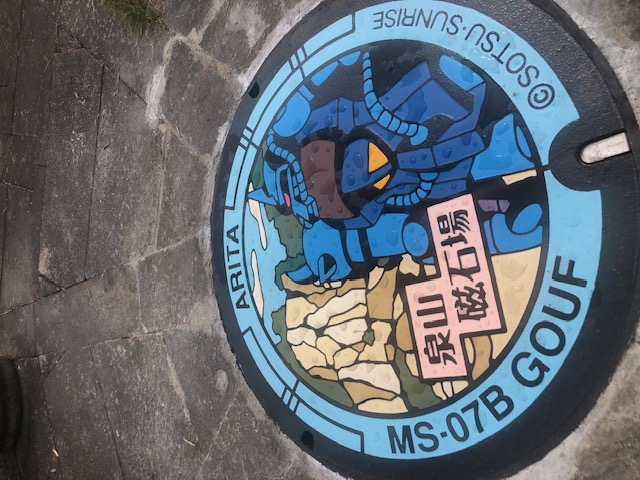 ARITA
泉山
磁石場
MS-07B GOUF
©SOTSU·SUNRISE